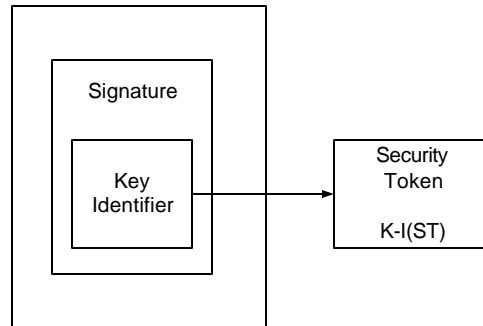 Signature
Key
Identifier
Security
Token
K-I(ST)